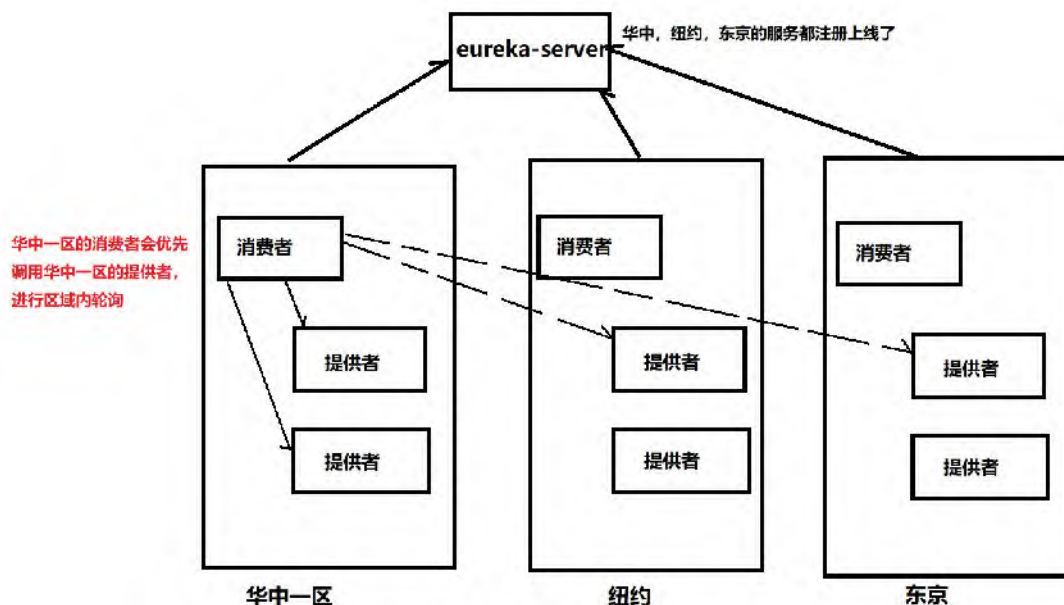 eureka-server
华中，纽约，东京的服务都注册上线了
华中一区的消费者会优先
调用华中一区的提供者，
进行区域内轮询
消费者
提供者
提供者
华中一区
消费者
提供者
提供者
纽约
消费者
提供者
提供者
东京